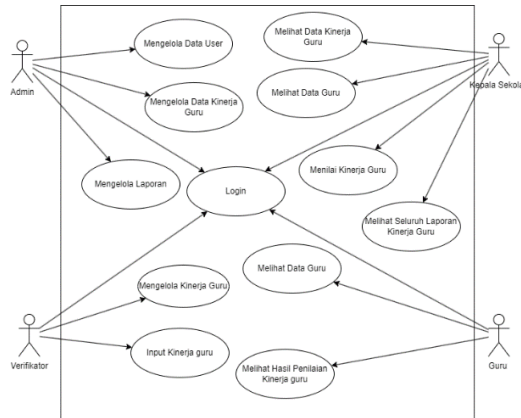 Mengelola Data User
Melihat Data Kinerja
Guru
Admin
Kepala Sekola
Mengelola Data Kinerja
Guru
Melihat Data Guru
Mengelola Laporan
Login
Menilai Kinerja Guru
Melihat Seluruh Laporan
Kinerja Guru
Mengelola Kinerja Guru
Melihat Data Guru
Verifikator
Input Kinerja guru
Melihat Hasil Penilaian
Kinerja guru
Guru